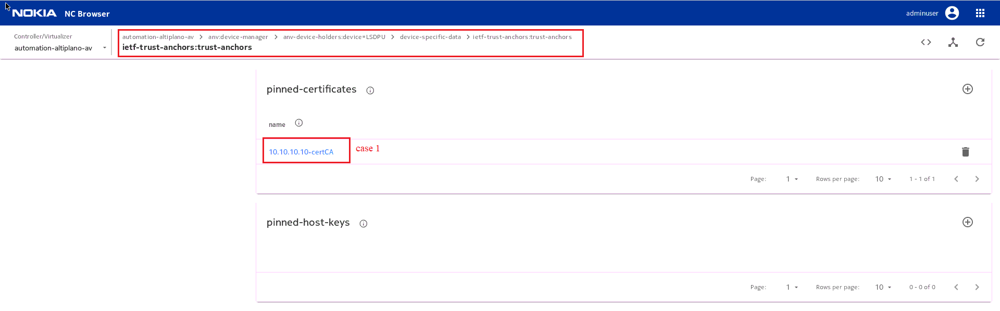 NOKIA NC Browser
adminuser
Controller/Virtualizer
automation-altiplano-av
automation-altiplano-av > anv:device-manager > anv-device-holders:device=LSDPU > device-specific-data > ietf-trust-anchors:trust-anchors
ietf-trust-anchors:trust-anchors
pinned-certificates
name
10.10.10.10-certCA
case 1
Page: 1 Rows per page: 10 1 - 1 of 1
pinned-host-keys
Page: 1 Rows per page: 10 0 - 0 of 0